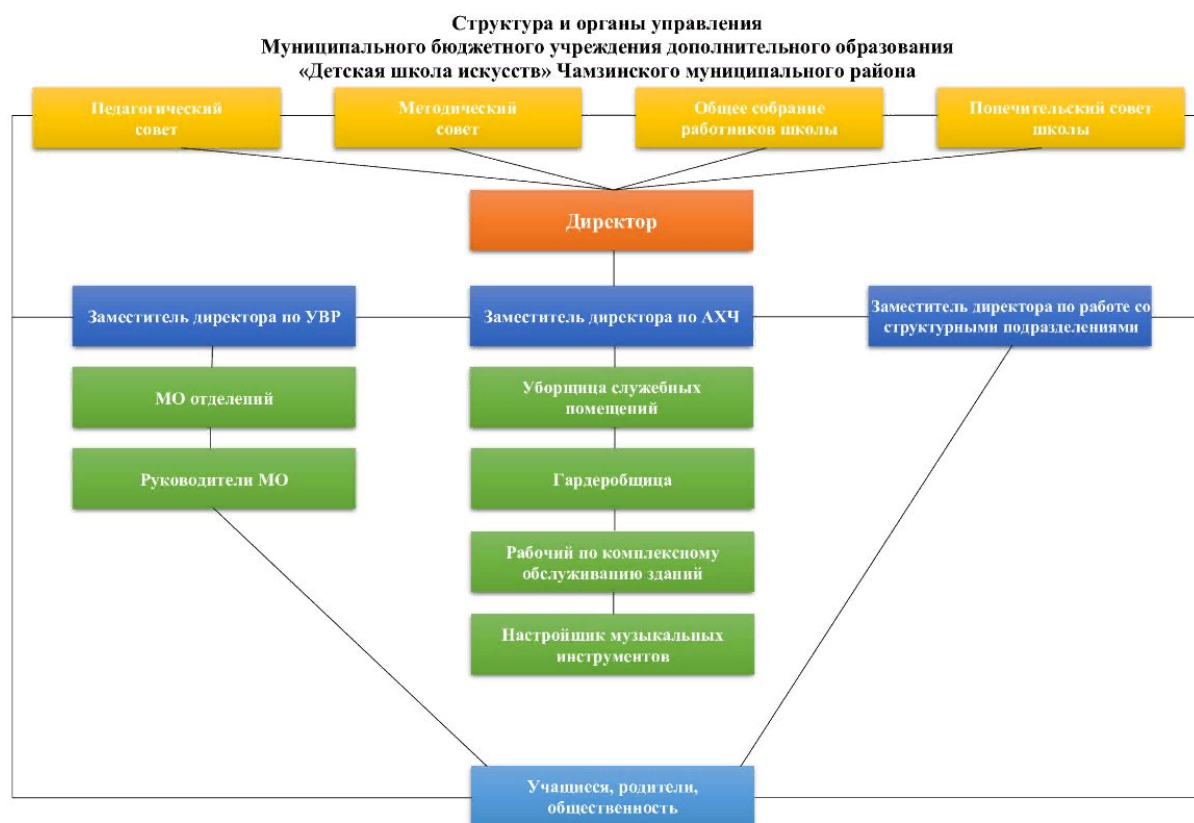 Структура и органы управления
Муниципального бюджетного учреждения дополнительного образования
«Детская школа искусств» Чамзинского муниципального района
Педагогический
совет
Методический
совет
Общее собрание
работников школы
Попечительский совет
школы
Директор
Заместитель директора по УВР
Заместитель директора по АХЧ
Заместитель директора по работе со
структурными подразделениями
МО отделений
Руководители МО
Уборщица служебных
помещений
Гардеробщица
Рабочий по комплексному
обслуживанию зданий
Настройщик музыкальных
инструментов
Учащиеся, родители,
общественность